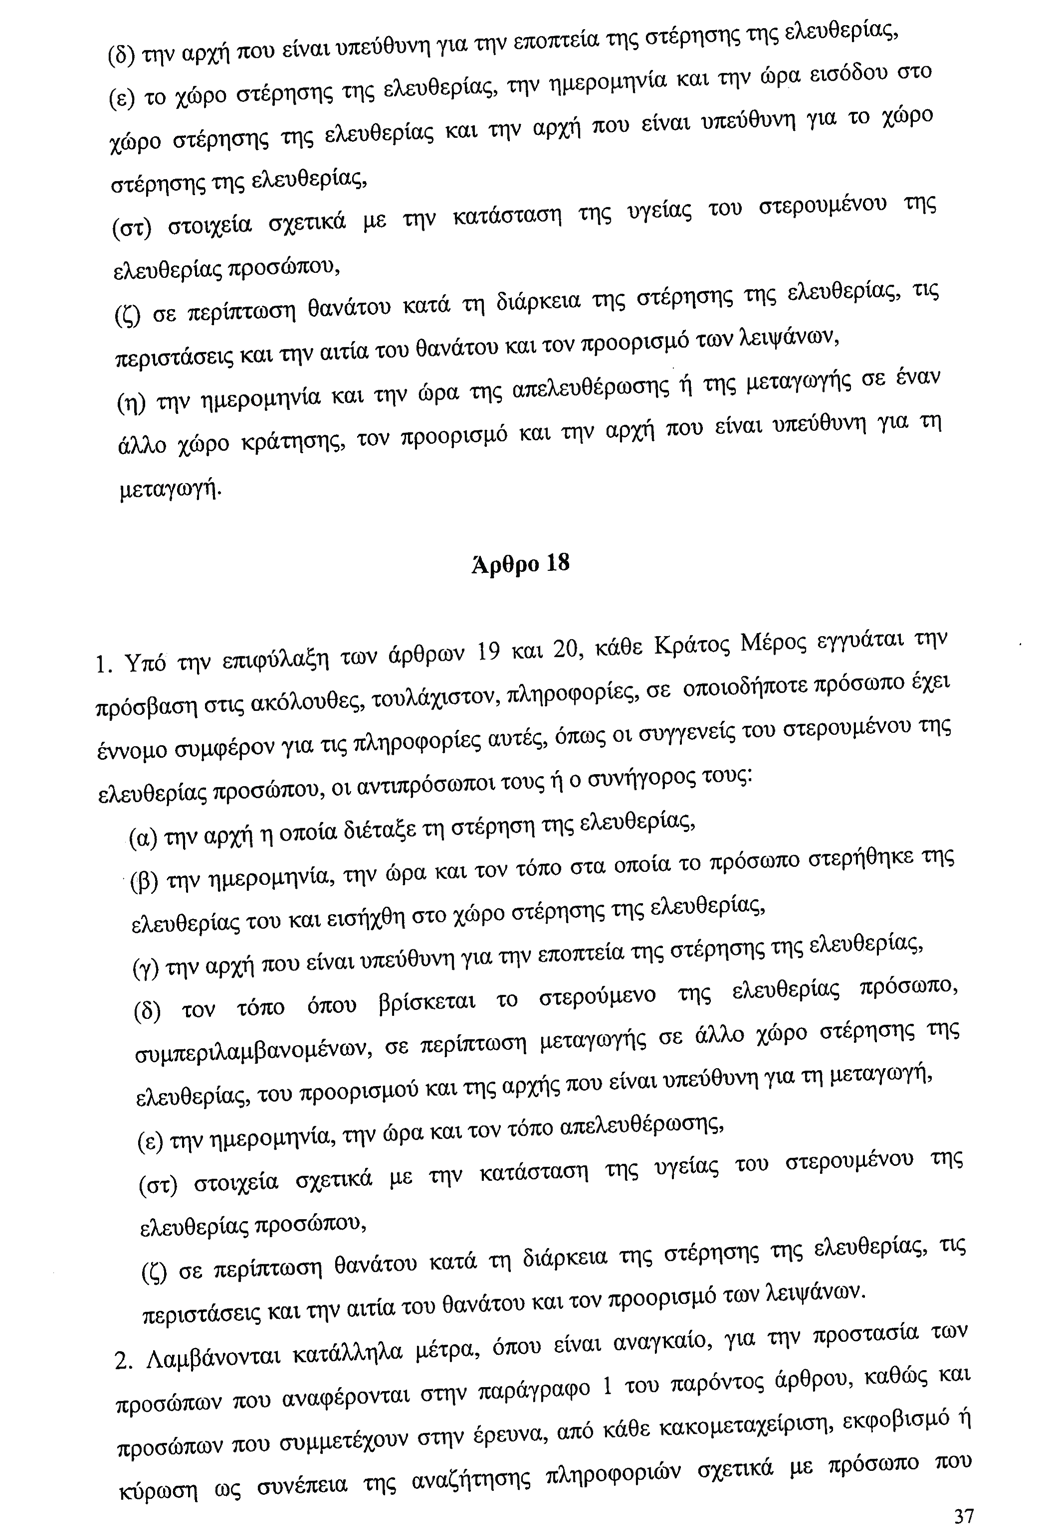 (δ) την αρχή που είναι υπεύθυνη για την εποπτεία της στέρησης της ελευθερίας,
(ε) το χώρο στέρησης της ελευθερίας, την ημερομηνία και την ώρα εισόδου στο
χώρο στέρησης της ελευθερίας και την αρχή που είναι υπεύθυνη για το χώρο
στέρησης της ελευθερίας,
(στ) στοιχεία σχετικά με την κατάσταση της υγείας του στερουμένου της
ελευθερίας προσώπου,
(ζ) σε περίπτωση θανάτου κατά τη διάρκεια της στέρησης της ελευθερίας, τις
περιστάσεις και την αιτία του θανάτου και τον προορισμό των λειψάνων,
(η) την ημερομηνία και την ώρα της απελευθέρωσης ή της μεταγωγής σε έναν
άλλο χώρο κράτησης, τον προορισμό και την αρχή που είναι υπεύθυνη για τη
μεταγωγή.
Άρθρο 18
1. Υπό την επιφύλαξη των άρθρων 19 και 20, κάθε Κράτος Μέρος εγγυάται την
πρόσβαση στις ακόλουθες, τουλάχιστον, πληροφορίες, σε οποιοδήποτε πρόσωπο έχει
έννομο συμφέρον για τις πληροφορίες αυτές, όπως οι συγγενείς του στερουμένου της
ελευθερίας προσώπου, οι αντιπρόσωποι τους ή ο συνήγορος τους:
(α) την αρχή η οποία διέταξε τη στέρηση της ελευθερίας,
(β) την ημερομηνία, την ώρα και τον τόπο στα οποία το πρόσωπο στερήθηκε της
ελευθερίας του και εισήχθη στο χώρο στέρησης της ελευθερίας,
(γ) την αρχή που είναι υπεύθυνη για την εποπτεία της στέρησης της ελευθερίας,
(δ) τον τόπο όπου βρίσκεται το στερούμενο της ελευθερίας πρόσωπο,
συμπεριλαμβανομένων, σε περίπτωση μεταγωγής σε άλλο χώρο στέρησης της
ελευθερίας, του προορισμού και της αρχής που είναι υπεύθυνη για τη μεταγωγή,
(ε) την ημερομηνία, την ώρα και τον τόπο απελευθέρωσης,
(στ) στοιχεία σχετικά με την κατάσταση της υγείας του στερουμένου της
ελευθερίας προσώπου,
(ζ) σε περίπτωση θανάτου κατά τη διάρκεια της στέρησης της ελευθερίας, τις
περιστάσεις και την αιτία του θανάτου και τον προορισμό των λειψάνων.
2. Λαμβάνονται κατάλληλα μέτρα, όπου είναι αναγκαίο, για την προστασία των
προσώπων που αναφέρονται στην παράγραφο 1 του παρόντος άρθρου, καθώς και
προσώπων που συμμετέχουν στην έρευνα, από κάθε κακομεταχείριση, εκφοβισμό ή
κύρωση ως συνέπεια της αναζήτησης πληροφοριών σχετικά με πρόσωπο που
37